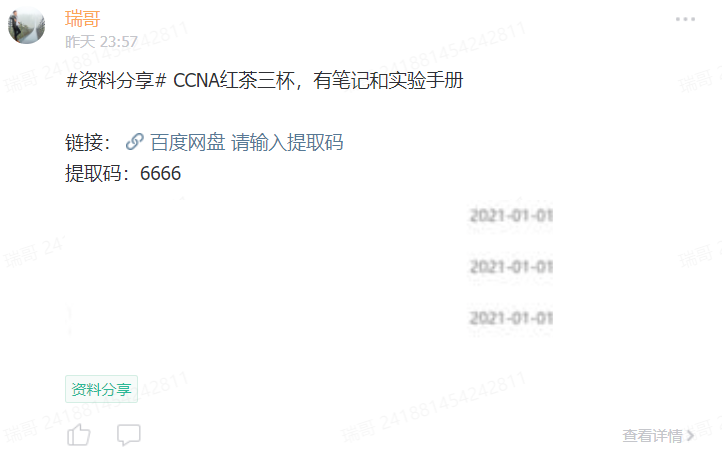 瑞哥
昨天 23:57
#资料分享# CCNA红茶三杯，有笔记和实验手册
链接： 百度网盘 请输入提取码
提取码：6666
2021-01-01
2021-01-01
2021-01-01
资料分享
查看详情
瑞哥 241881454242811